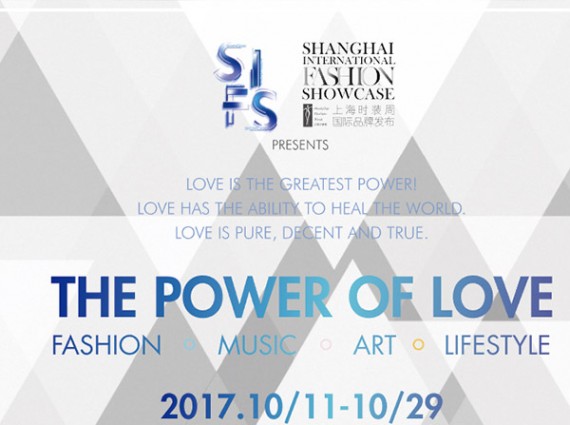 SIFS
SHANGHAI
INTERNATIONAL
FASHION
SHOWCASE
上海时装周
国际品牌发布
PRESENTS
LOVE IS THE GREATEST POWER!
LOVE HAS THE ABILITY TO HEAL THE WORLD.
LOVE IS PURE, DECENT AND TRUE.
THE POWER OF LOVE
FASHION MUSIC ART LIFESTYLE
2017.10/11-10/29